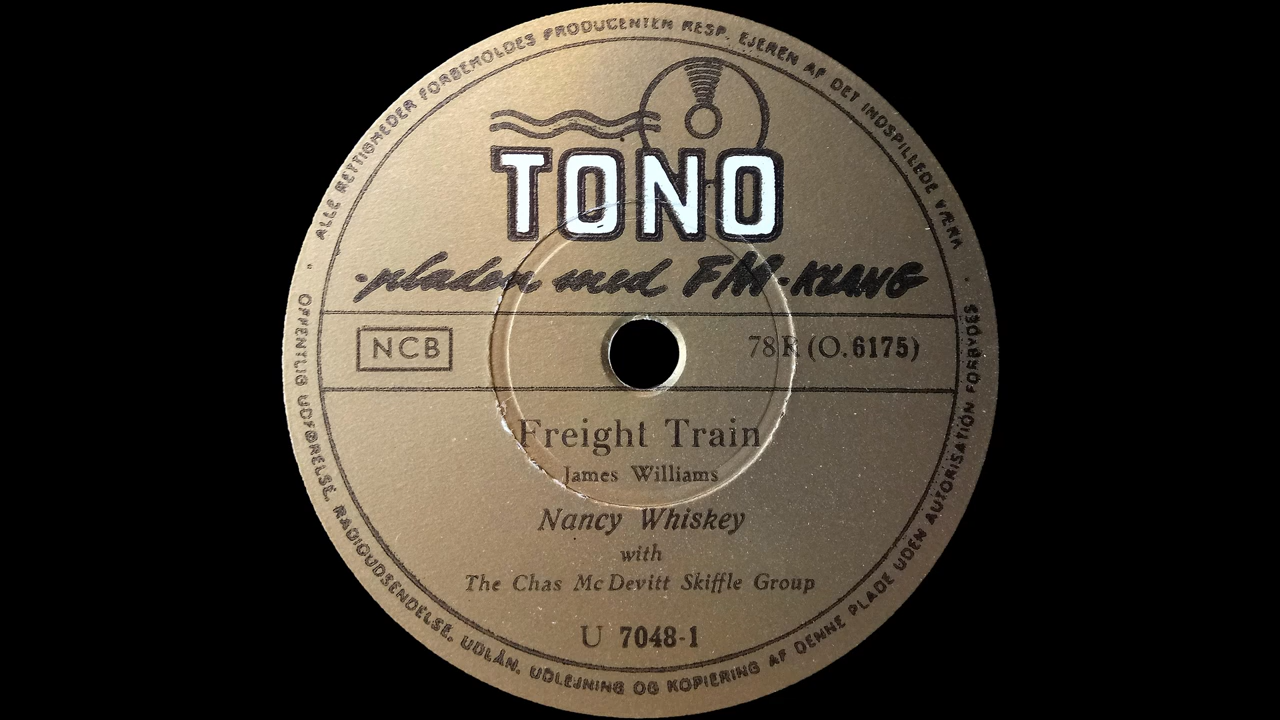 ALLE RETTIGHEDER FORBEHOLDES PRODUCENTEN RESP. EJEREN AF DET INDSPILLEDE VÆRK
TONO
-pladen med FM-KLANG
NCB
78 R (O.6175)
Freight Train
James Williams
Nancy Whiskey
with
The Chas McDevitt Skiffle Group
U 7048-1
OFFENTLIG UDFØRELSE, RADIOUDSENDELSE, UDLÅN, UDLEJNING OG KOPIERING AF DENNE PLADE UDEN AUTORISATION FORBYDES